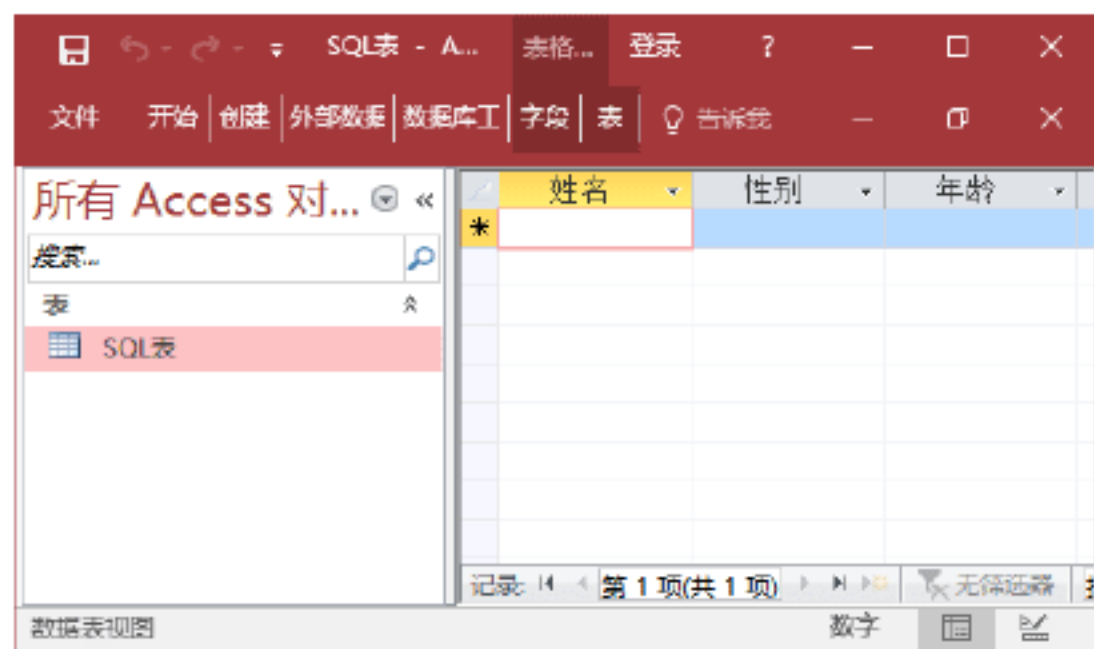 SQL表 - A... 表格... 登录 ?
文件 开始 创建 外部数据 数据库工 字段 表 告诉我
所有 Access 对... «
姓名 性别 年龄
搜索...
表
SQL表
记录: 第 1 项(共 1 项) 无筛选器
数据表视图 数字